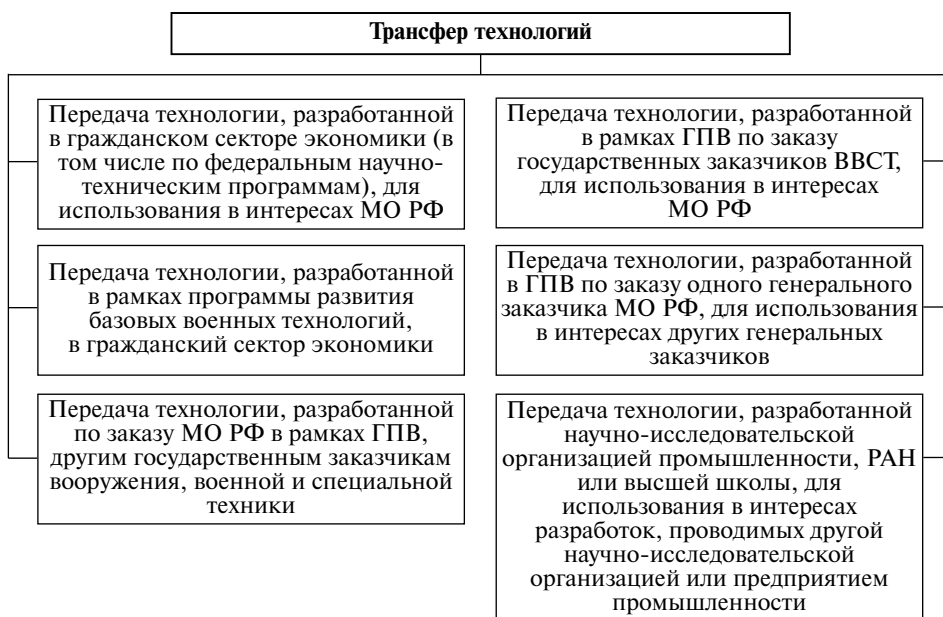 Трансфер технологий
Передача технологии, разработанной
в гражданском секторе экономики (в
том числе по федеральным научно-
техническим программам), для
использования в интересах МО РФ
Передача технологии, разработанной
в рамках программы развития
базовых военных технологий,
в гражданский сектор экономики
Передача технологии, разработанной
по заказу МО РФ в рамках ГПВ,
другим государственным заказчикам
вооружения, военной и специальной
техники
Передача технологии, разработанной
в рамках ГПВ по заказу
государственных заказчиков ВВСТ,
для использования в интересах
МО РФ
Передача технологии, разработанной
в ГПВ по заказу одного генерального
заказчика МО РФ, для использования
в интересах других генеральных
заказчиков
Передача технологии, разработанной
научно-исследовательской
организацией промышленности, РАН
или высшей школы, для
использования в интересах
разработок, проводимых другой
научно-исследовательской
организацией или предприятием
промышленности